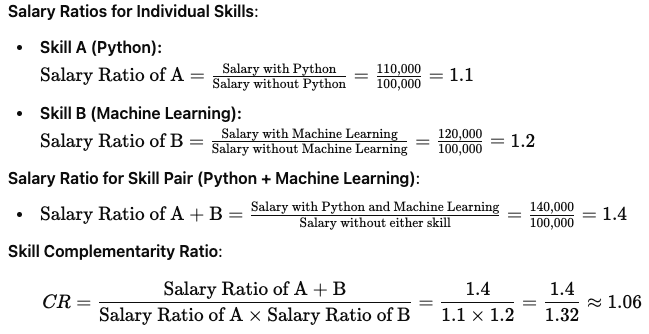 Salary Ratios for Individual Skills:
• Skill A (Python):
Salary Ratio of A = Salary with Python / Salary without Python = 110,000 / 100,000 = 1.1
• Skill B (Machine Learning):
Salary Ratio of B = Salary with Machine Learning / Salary without Machine Learning = 120,000 / 100,000 = 1.2
Salary Ratio for Skill Pair (Python + Machine Learning):
• Salary Ratio of A + B = Salary with Python and Machine Learning / Salary without either skill = 140,000 / 100,000 = 1.4
Skill Complementarity Ratio:
CR = Salary Ratio of A + B / Salary Ratio of A × Salary Ratio of B = 1.4 / 1.1 × 1.2 = 1.4 / 1.32 ≈ 1.06